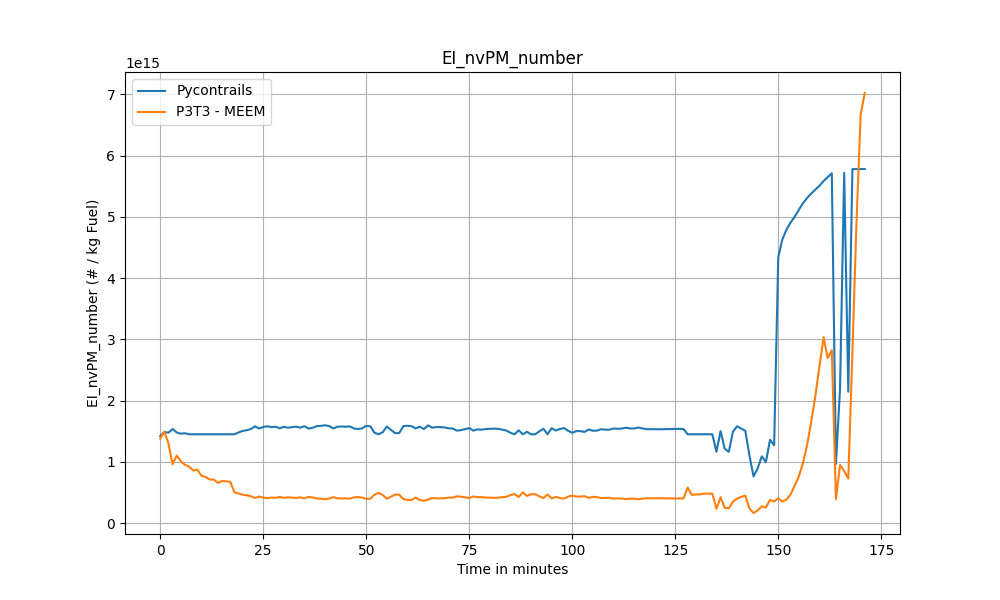 EI_nvPM_number
1e15
Pycontrails
P3T3 - MEEM
7
6
5
4
3
2
1
0
EI_nvPM_number (# / kg Fuel)
0 25 50 75 100 125 150 175
Time in minutes